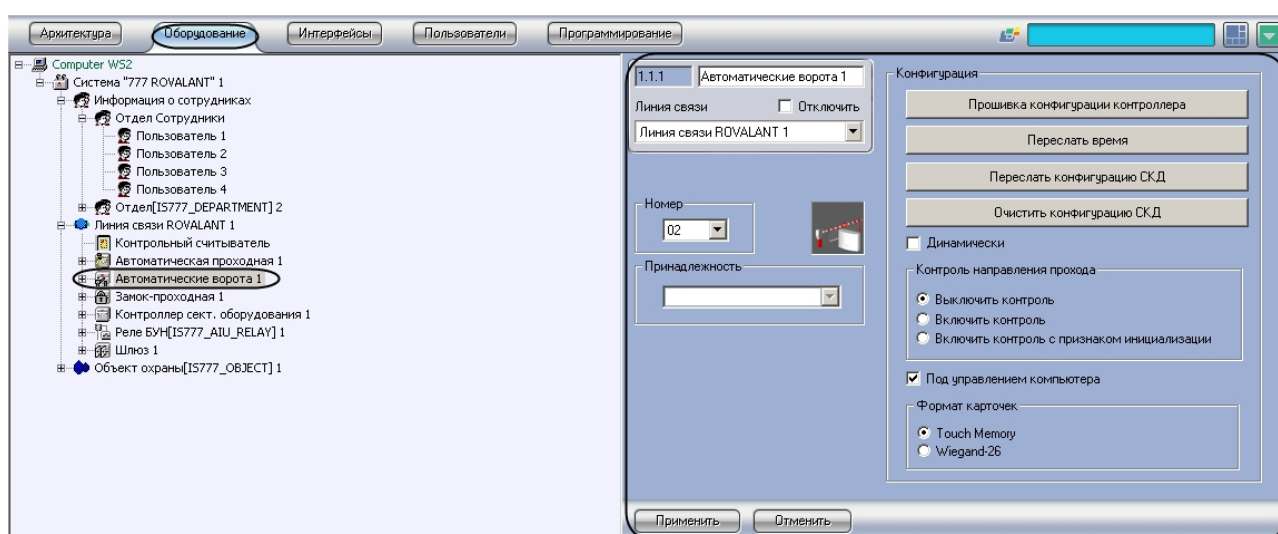 Архитектура Оборудование Интерфейсы Пользователи Программирование
Computer WS2
Система "777 ROVALANT" 1
Информация о сотрудниках
Отдел Сотрудники
Пользователь 1
Пользователь 2
Пользователь 3
Пользователь 4
Отдел[IS777_DEPARTMENT] 2
Линия связи ROVALANT 1
Контрольный считыватель
Автоматическая проходная 1
Автоматические ворота 1
Замок-проходная 1
Контроллер сект. оборудования 1
Реле БУН[IS777_AIU_RELAY] 1
Шлюз 1
Объект охраны[IS777_OBJECT] 1
1.1.1 Автоматические ворота 1
Линия связи Отключить
Линия связи ROVALANT 1
Номер
02
Принадлежность
Конфигурация
Прошивка конфигурации контроллера
Переслать время
Переслать конфигурацию СКД
Очистить конфигурацию СКД
Динамически
Контроль направления прохода
Выключить контроль
Включить контроль
Включить контроль с признаком инициализации
Под управлением компьютера
Формат карточек
Touch Memory
Wiegand-26
Применить Отменить